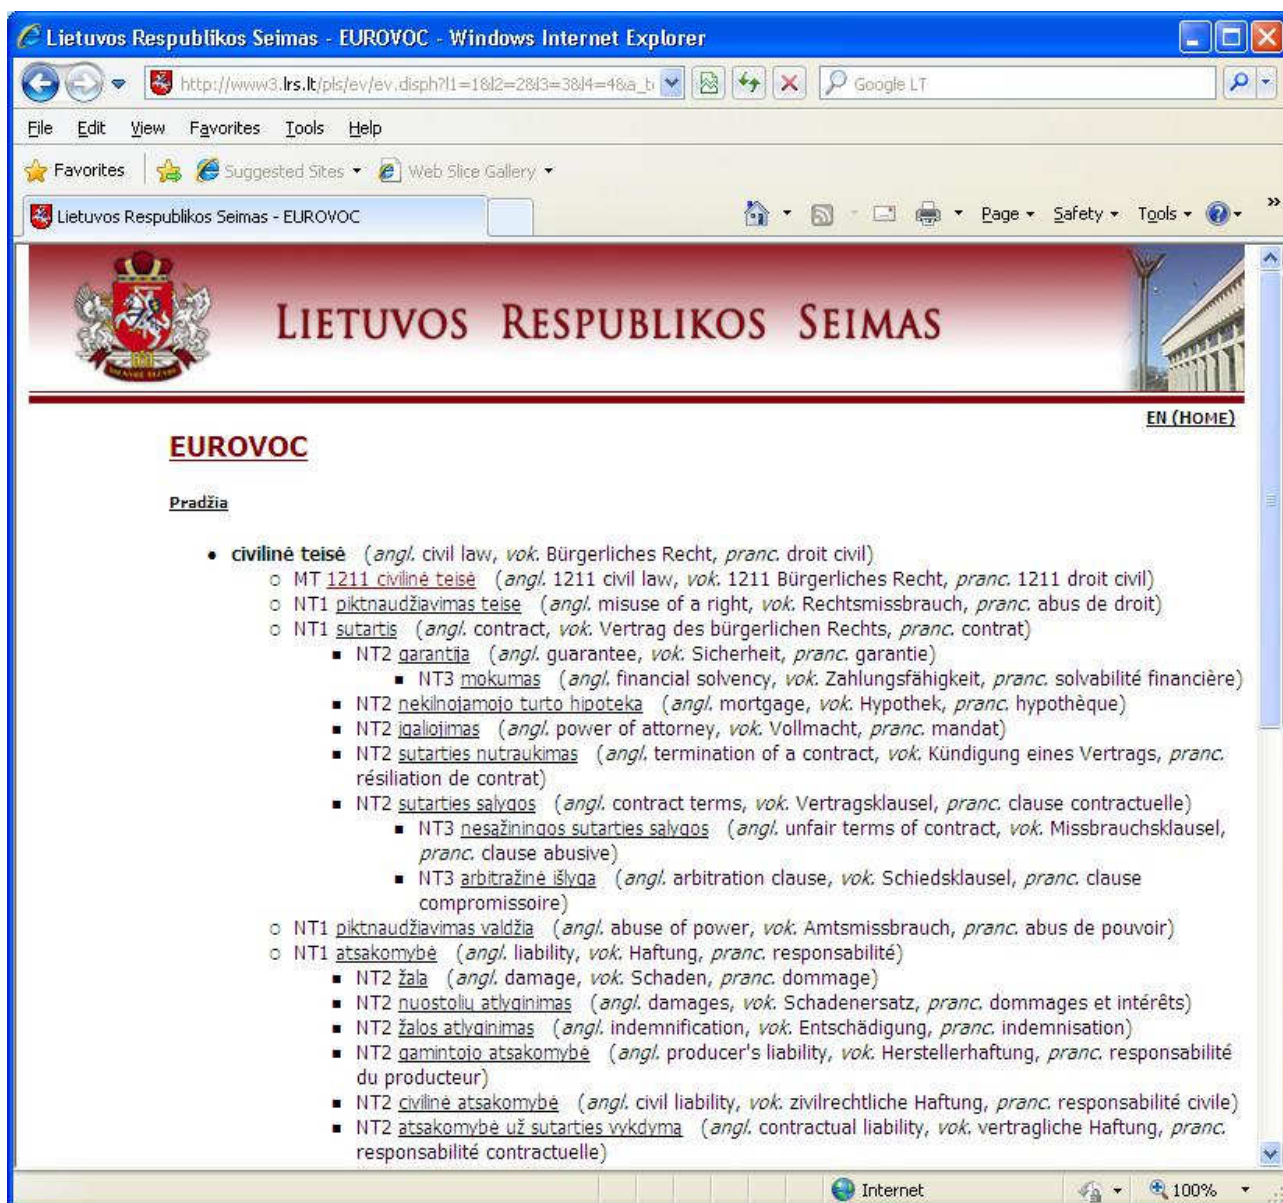 Lietuvos Respublikos Seimas - EUROVOC - Windows Internet Explorer
http://www3.lrs.lt/pls/ev/ev.disph?l1=1&l2=2&l3=3&l4=4&a_b
Google LT
File Edit View Favorites Tools Help
Favorites Suggested Sites Web Slice Gallery
Lietuvos Respublikos Seimas - EUROVOC Page Safety Tools »
LIETUVOS RESPUBLIKOS SEIMAS
EN (HOME)
EUROVOC
Pradžia
• civilinė teisė (angl. civil law, vok. Bürgerliches Recht, pranc. droit civil)
○ MT 1211 civilinė teisė (angl. 1211 civil law, vok. 1211 Bürgerliches Recht, pranc. 1211 droit civil)
○ NT1 piktnaudžiavimas teise (angl. misuse of a right, vok. Rechtsmissbrauch, pranc. abus de droit)
○ NT1 sutartis (angl. contract, vok. Vertrag des bürgerlichen Rechts, pranc. contrat)
▪ NT2 garantija (angl. guarantee, vok. Sicherheit, pranc. garantie)
▪ NT3 mokumas (angl. financial solvency, vok. Zahlungsfähigkeit, pranc. solvabilité financière)
▪ NT2 nekilnojamojo turto hipoteka (angl. mortgage, vok. Hypothek, pranc. hypothèque)
▪ NT2 įgaliojimas (angl. power of attorney, vok. Vollmacht, pranc. mandat)
▪ NT2 sutarties nutraukimas (angl. termination of a contract, vok. Kündigung eines Vertrags, pranc.
résiliation de contrat)
▪ NT2 sutarties sąlygos (angl. contract terms, vok. Vertragsklausel, pranc. clause contractuelle)
▪ NT3 nesąžiningos sutarties sąlygos (angl. unfair terms of contract, vok. Missbrauchsklausel,
pranc. clause abusive)
▪ NT3 arbitražinė išlyga (angl. arbitration clause, vok. Schiedsklausel, pranc. clause
compromissoire)
○ NT1 piktnaudžiavimas valdžia (angl. abuse of power, vok. Amtsmissbrauch, pranc. abus de pouvoir)
○ NT1 atsakomybė (angl. liability, vok. Haftung, pranc. responsabilité)
▪ NT2 žala (angl. damage, vok. Schaden, pranc. dommage)
▪ NT2 nuostolių atlyginimas (angl. damages, vok. Schadenersatz, pranc. dommages et intérêts)
▪ NT2 žalos atlyginimas (angl. indemnification, vok. Entschädigung, pranc. indemnisation)
▪ NT2 gamintojo atsakomybė (angl. producer's liability, vok. Herstellerhaftung, pranc. responsabilité
du producteur)
▪ NT2 civilinė atsakomybė (angl. civil liability, vok. zivilrechtliche Haftung, pranc. responsabilité civile)
▪ NT2 atsakomybė už sutarties vykdymą (angl. contractual liability, vok. vertragliche Haftung, pranc.
responsabilité contractuelle)
Internet 100%